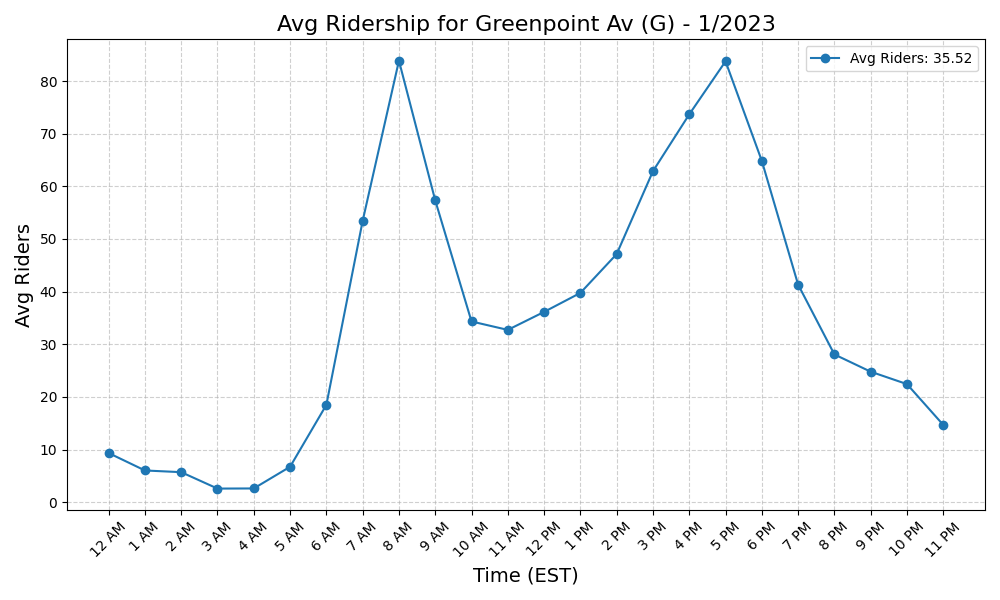 Avg Ridership for Greenpoint Av (G) - 1/2023
Avg Riders: 35.52
80
70
60
50
40
30
20
10
0
Avg Riders
12 AM 1 AM 2 AM 3 AM 4 AM 5 AM 6 AM 7 AM 8 AM 9 AM 10 AM 11 AM 12 PM 1 PM 2 PM 3 PM 4 PM 5 PM 6 PM 7 PM 8 PM 9 PM 10 PM 11 PM
Time (EST)